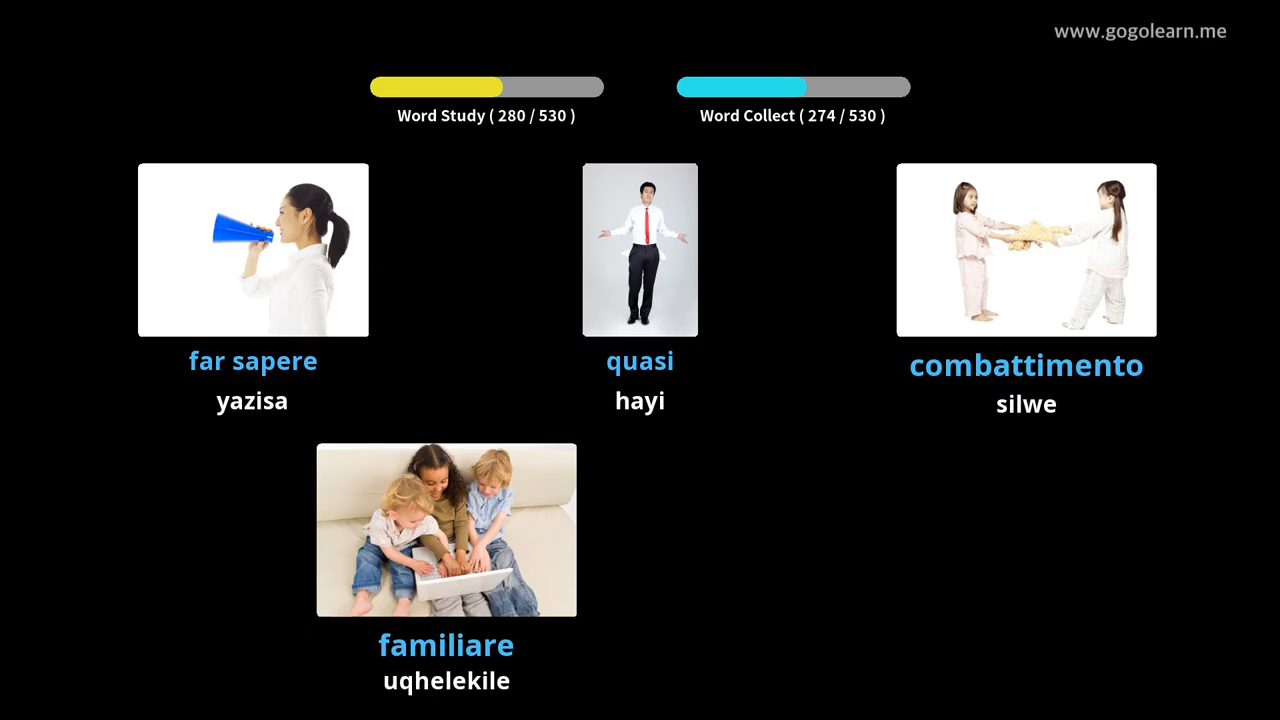 www.gogolearn.me
Word Study ( 280 / 530 )
Word Collect ( 274 / 530 )
far sapere
yazisa
quasi
hayi
combattimento
silwe
familiare
uqhelekile